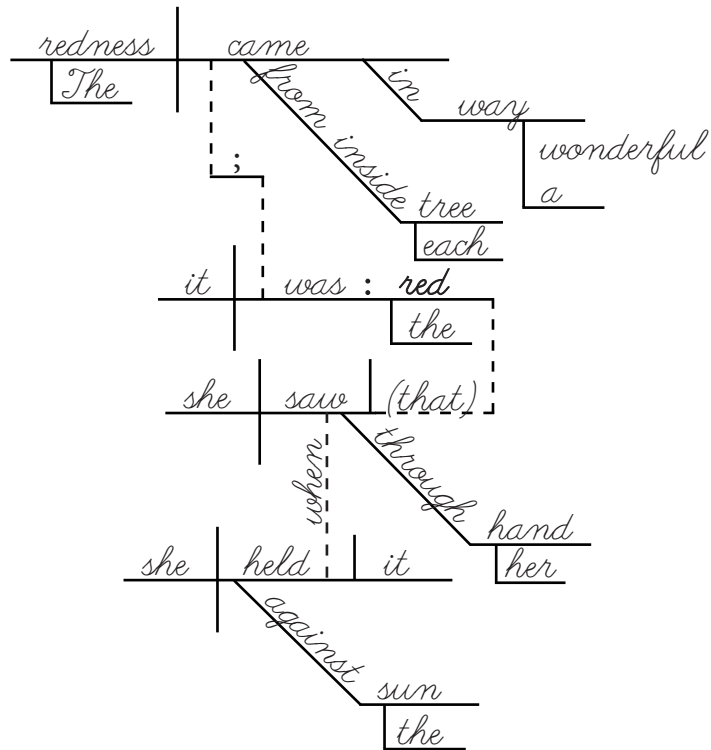 redness came
The
from inside
in
way
wonderful
a
;
tree
each
it was : red
the
she saw (that)
through
when
hand
her
she held it
against
sun
the